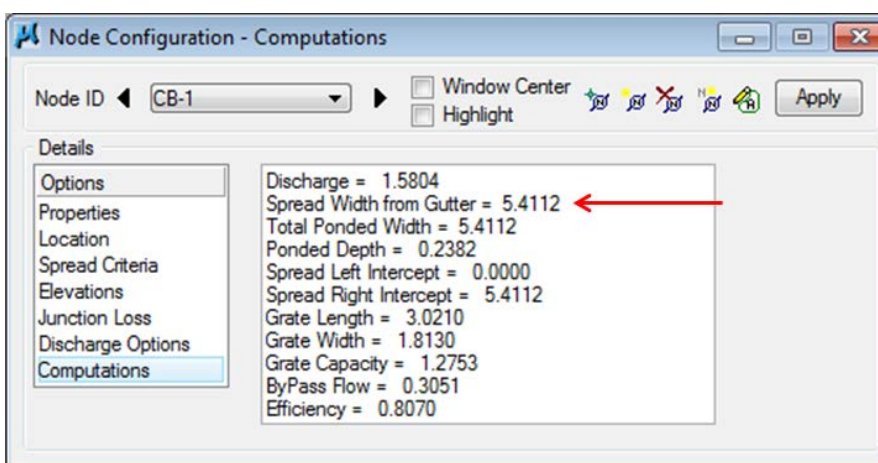 Node Configuration - Computations
Node ID
CB-1
Window Center
Highlight
Apply
Details
Options
Properties
Location
Spread Criteria
Elevations
Junction Loss
Discharge Options
Computations
Discharge = 1.5804
Spread Width from Gutter = 5.4112
Total Ponded Width = 5.4112
Ponded Depth = 0.2382
Spread Left Intercept = 0.0000
Spread Right Intercept = 5.4112
Grate Length = 3.0210
Grate Width = 1.8130
Grate Capacity = 1.2753
ByPass Flow = 0.3051
Efficiency = 0.8070